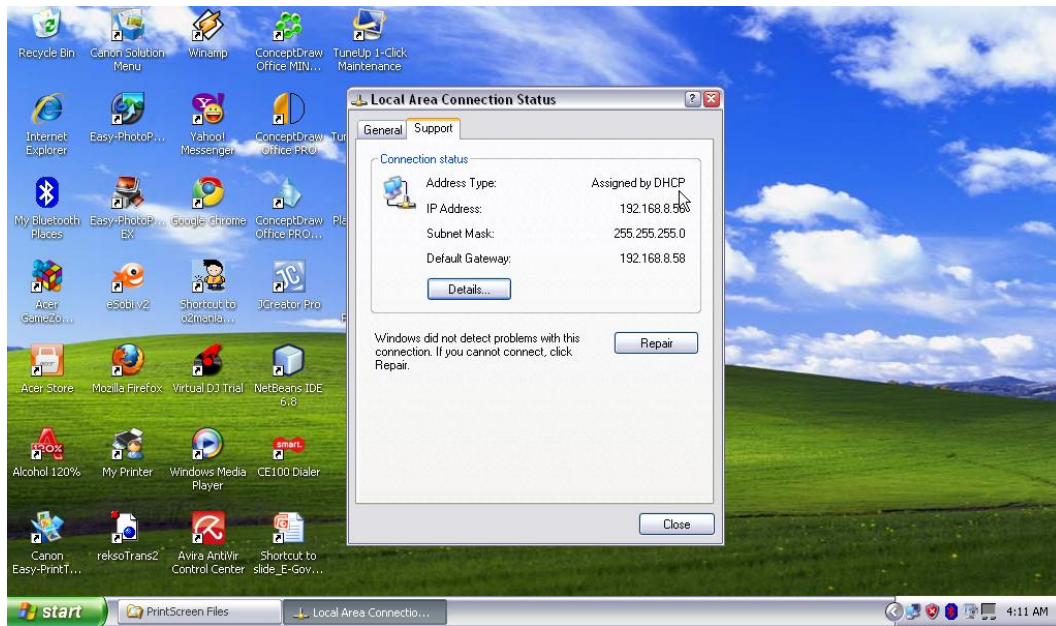 Recycle Bin
Canon Solution
Menu
Winamp
ConceptDraw
Office MIN...
TuneUp 1-Click
Maintenance
Internet
Explorer
Easy-PhotoP...
Yahoo!
Messenger
ConceptDraw
Office PRO
My Bluetooth
Places
Easy-PhotoP...
EX
Google Chrome
ConceptDraw
Office PRO...
Acer
GameZo...
eSobi v2
Shortcut to
o2mania...
JCreator Pro
Acer Store
Mozilla Firefox
Virtual DJ Trial
NetBeans IDE
6.8
Alcohol 120%
My Printer
Windows Media
Player
smart
CE100 Dialer
Canon
Easy-PrintT...
reksoTrans2
Avira AntiVir
Control Center
Shortcut to
slide_E-Gov...
Local Area Connection Status
General
Support
Connection status
Address Type:
Assigned by DHCP
IP Address:
Subnet Mask:
255.255.255.0
Default Gateway:
192.168.8.58
Details...
Windows did not detect problems with this
connection. If you cannot connect, click
Repair.
Repair
Close
start
PrintScreen Files
Local Area Connectio...
4:11 AM